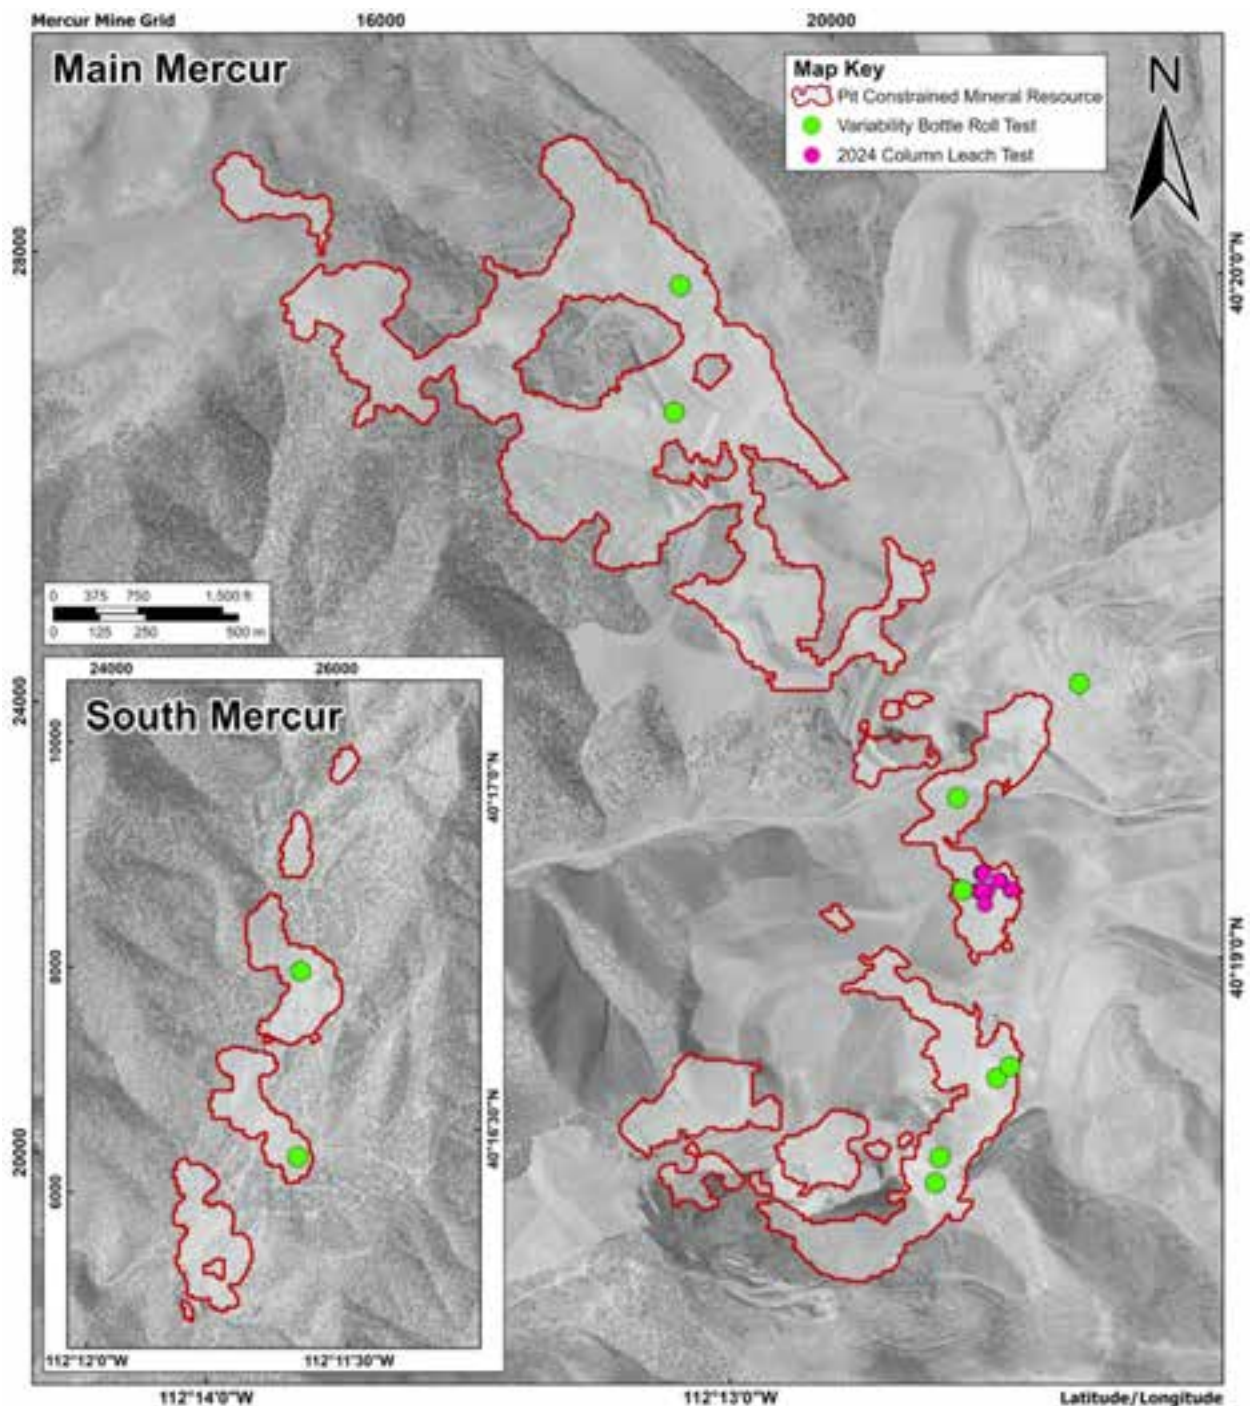 Mercur Mine Grid
16000
20000
Main Mercur
Map Key
Pit Constrained Mineral Resource
Variability Bottle Roll Test
2024 Column Leach Test
N
28000
40°20'0"N
0 375 750 1,500 ft
0 125 250 500 m
24000
24000
26000
South Mercur
10000
40°17'0"N
8000
40°19'0"N
40°16'30"N
20000
6000
112°12'0"W
112°11'30"W
112°14'0"W
112°13'0"W
Latitude/Longitude